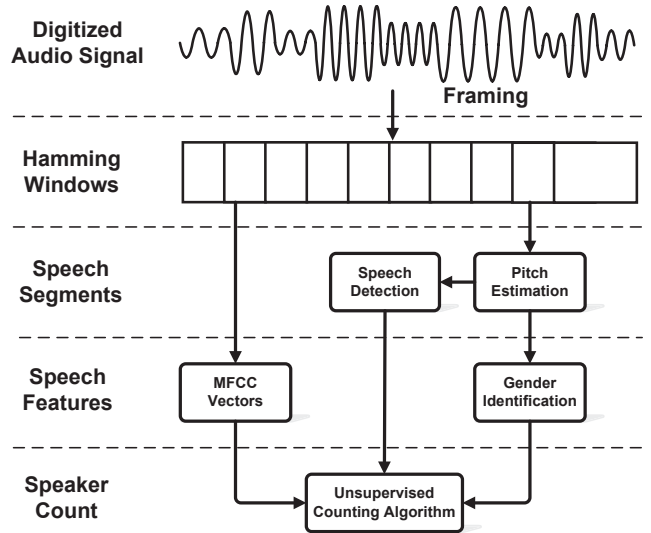 Digitized
Audio Signal
Framing
Hamming
Windows
Speech
Segments
Speech
Detection
Pitch
Estimation
Speech
Features
MFCC
Vectors
Gender
Identification
Speaker
Count
Unsupervised
Counting Algorithm